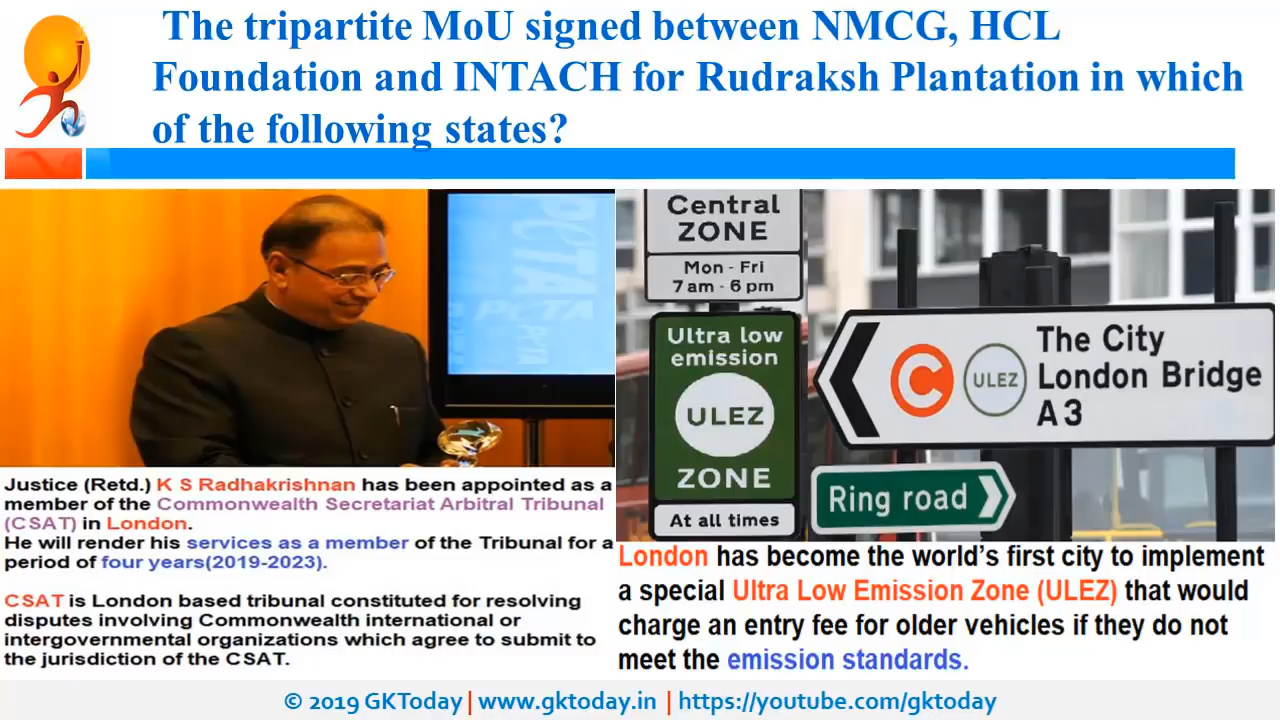 The tripartite MoU signed between NMCG, HCL
Foundation and INTACH for Rudraksh Plantation in which
of the following states?
PCTA
PCTA
PCTA
Central
ZONE
Mon - Fri
7 am - 6 pm
Ultra low
emission
ULEZ
ZONE
At all times
C
ULEZ
The City
London Bridge
A 3
Ring road
Justice (Retd.) K S Radhakrishnan has been appointed as a
member of the Commonwealth Secretariat Arbitral Tribunal
(CSAT) in London.
He will render his services as a member of the Tribunal for a
period of four years(2019-2023).
CSAT is London based tribunal constituted for resolving
disputes involving Commonwealth international or
intergovernmental organizations which agree to submit to
the jurisdiction of the CSAT.
London has become the world's first city to implement
a special Ultra Low Emission Zone (ULEZ) that would
charge an entry fee for older vehicles if they do not
meet the emission standards.
© 2019 GKToday | www.gktoday.in | https://youtube.com/gktoday